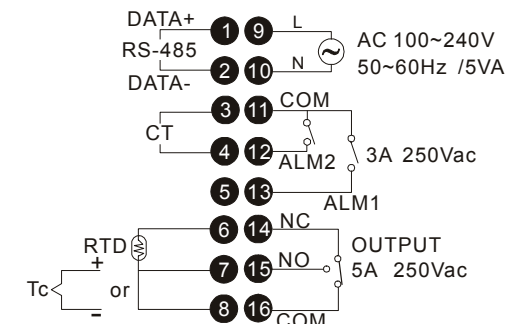 DATA+
RS-485
DATA-
1 9 L
2 10 N
AC 100~240V
50~60Hz /5VA
3 11 COM
CT
4 12 ALM2
3A 250Vac
5 13 ALM1
6 14 NC
RTD
OUTPUT
+
7 15 NO
5A 250Vac
Tc or
-
8 16 COM